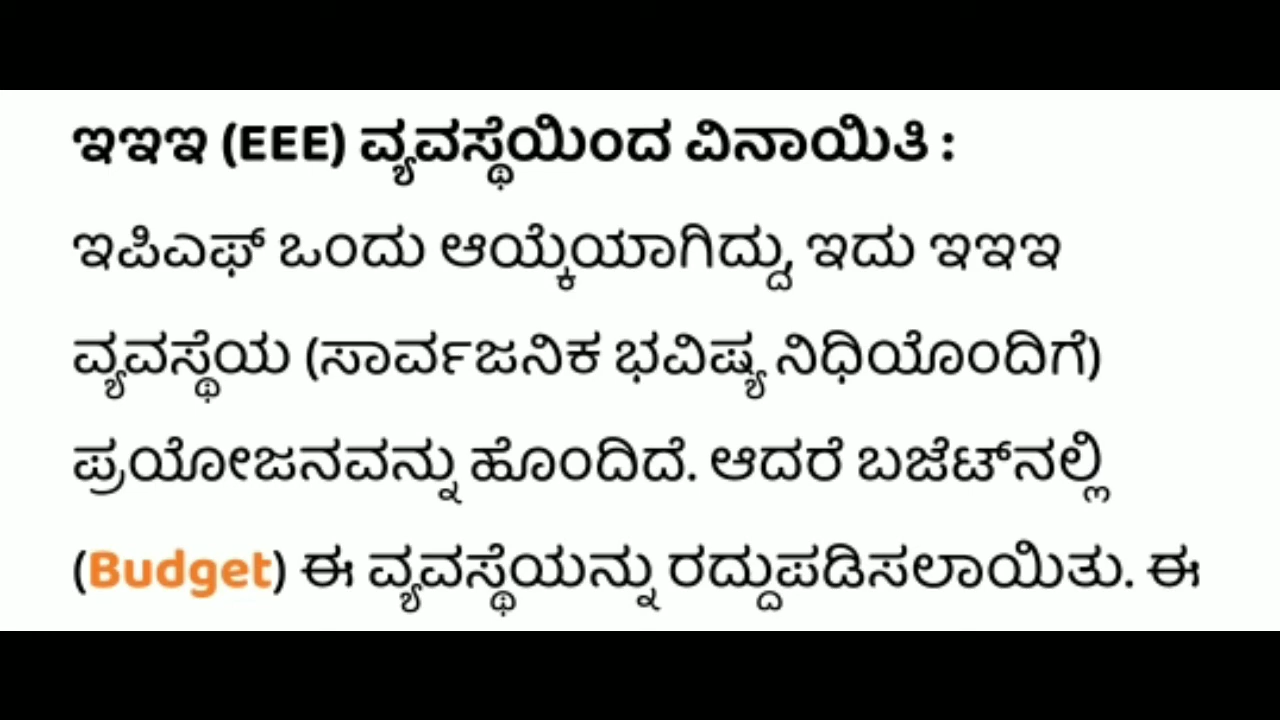 ಇಇಇ (EEE) ವ್ಯವಸ್ಥೆಯಿಂದ ವಿನಾಯಿತಿ :
ಇಪಿಎಫ್ ಒಂದು ಆಯ್ಕೆಯಾಗಿದ್ದು, ಇದು ಇಇಇ
ವ್ಯವಸ್ಥೆಯ (ಸಾರ್ವಜನಿಕ ಭವಿಷ್ಯ ನಿಧಿಯೊಂದಿಗೆ)
ಪ್ರಯೋಜನವನ್ನು ಹೊಂದಿದೆ. ಆದರೆ ಬಜೆಟ್‌ನಲ್ಲಿ
(Budget) ಈ ವ್ಯವಸ್ಥೆಯನ್ನು ರದ್ದುಪಡಿಸಲಾಯಿತು. ಈ